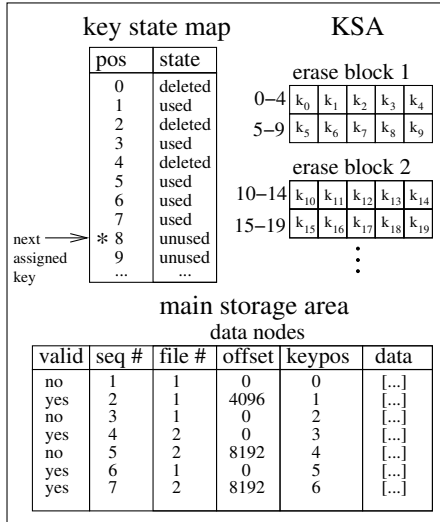 key state map
pos state
0 deleted
1 used
2 deleted
3 used
4 deleted
5 used
6 used
7 used
next * 8 unused
assigned 9 unused
key ... ...
KSA
erase block 1
0–4 k0 k1 k2 k3 k4
5–9 k5 k6 k7 k8 k9
erase block 2
10–14 k10 k11 k12 k13 k14
15–19 k15 k16 k17 k18 k19
main storage area
data nodes
valid seq # file # offset keypos data
no 1 1 0 0 [...]
yes 2 1 4096 1 [...]
no 3 1 0 2 [...]
yes 4 2 0 3 [...]
no 5 2 8192 4 [...]
yes 6 1 0 5 [...]
yes 7 2 8192 6 [...]